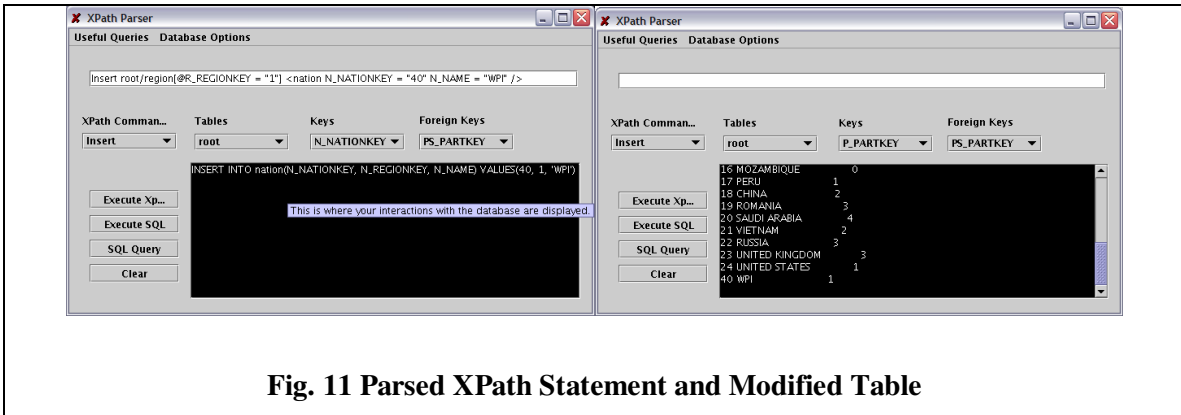 XPath Parser
Useful Queries Database Options
Insert root/region[@R_REGIONKEY = "1"] <nation N_NATIONKEY = "40" N_NAME = "WPI" />
XPath Comman... Tables Keys Foreign Keys
Insert root N_NATIONKEY PS_PARTKEY
INSERT INTO nation(N_NATIONKEY, N_REGIONKEY, N_NAME) VALUES(40, 1, 'WPI')
Execute Xp...
This is where your interactions with the database are displayed.
Execute SQL
SQL Query
Clear
XPath Parser
Useful Queries Database Options
XPath Comman... Tables Keys Foreign Keys
Insert root P_PARTKEY PS_PARTKEY
16 MOZAMBIQUE 0
17 PERU 1
18 CHINA 2
19 ROMANIA 3
20 SAUDI ARABIA 4
21 VIETNAM 2
22 RUSSIA 3
23 UNITED KINGDOM 3
24 UNITED STATES 1
40 WPI 1
Execute Xp...
Execute SQL
SQL Query
Clear
Fig. 11 Parsed XPath Statement and Modified Table